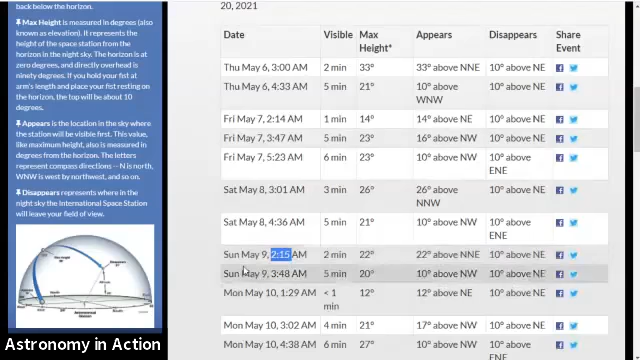 back below the horizon.
Max Height is measured in degrees (also
known as elevation). It represents the
height of the space station from
the horizon in the night sky. The horizon is at
zero degrees, and directly overhead is
ninety degrees. If you hold your fist at
arm's length and place your fist resting on
the horizon, the top will be about 10
degrees.
Appears is the location in the sky where
the station will be visible first. This value,
like maximum height, also is measured in
degrees from the horizon. The letters
represent compass directions -- N is north,
WNW is west by northwest, and so on.
Disappears represents where in the
night sky the International Space Station
will leave your field of view.
Astronomy in Action
20, 2021
Date Visible Max Height* Appears Disappears Share Event
Thu May 6, 3:00 AM 2 min 33° 33° above NNE 10° above NE
Thu May 6, 4:33 AM 5 min 21° 10° above WNW 10° above NE
Fri May 7, 2:14 AM 1 min 14° 14° above NE 10° above NE
Fri May 7, 3:47 AM 5 min 23° 16° above NW 10° above NE
Fri May 7, 5:23 AM 6 min 23° 10° above NW 10° above ENE
Sat May 8, 3:01 AM 3 min 26° 26° above NNW 10° above NE
Sat May 8, 4:36 AM 5 min 21° 10° above NW 10° above ENE
Sun May 9, 2:15 AM 2 min 22° 22° above NNE 10° above NE
Sun May 9, 3:48 AM 5 min 20° 10° above NW 10° above NE
Mon May 10, 1:29 AM < 1 min 12° 12° above NE 10° above NE
Mon May 10, 3:02 AM 4 min 21° 17° above NW 10° above NE
Mon May 10, 4:38 AM 6 min 27° 10° above NW 10° above ENE